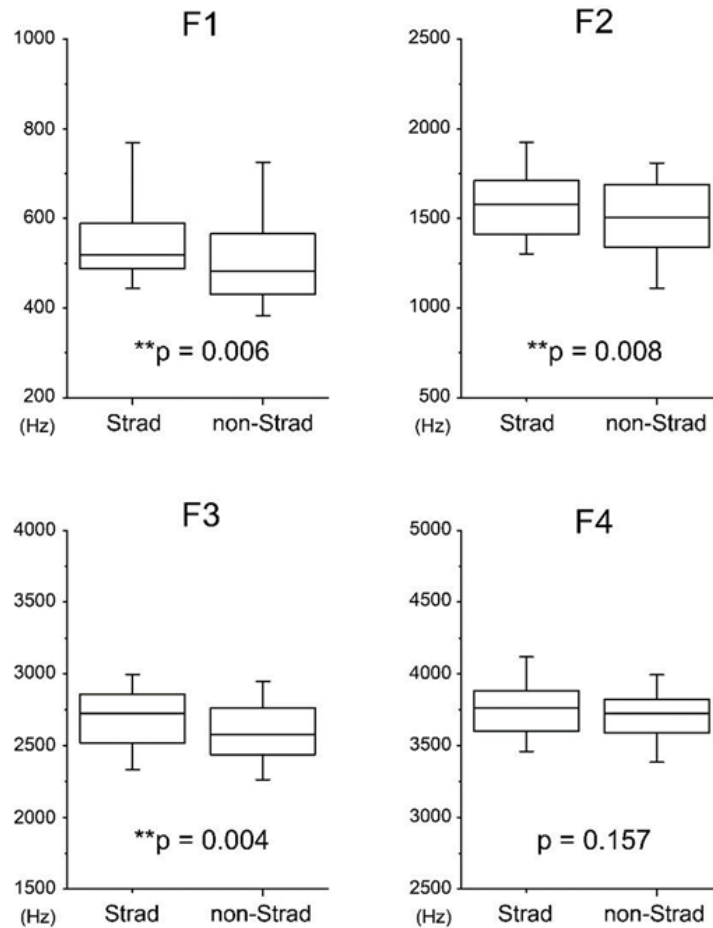 F1
1000
800
600
400
**p = 0.006
200
(Hz)
Strad
non-Strad
F2
2500
2000
1500
1000
**p = 0.008
500
(Hz)
Strad
non-Strad
F3
4000
3500
3000
2500
2000
**p = 0.004
1500
(Hz)
Strad
non-Strad
F4
5000
4500
4000
3500
3000
p = 0.157
2500
(Hz)
Strad
non-Strad